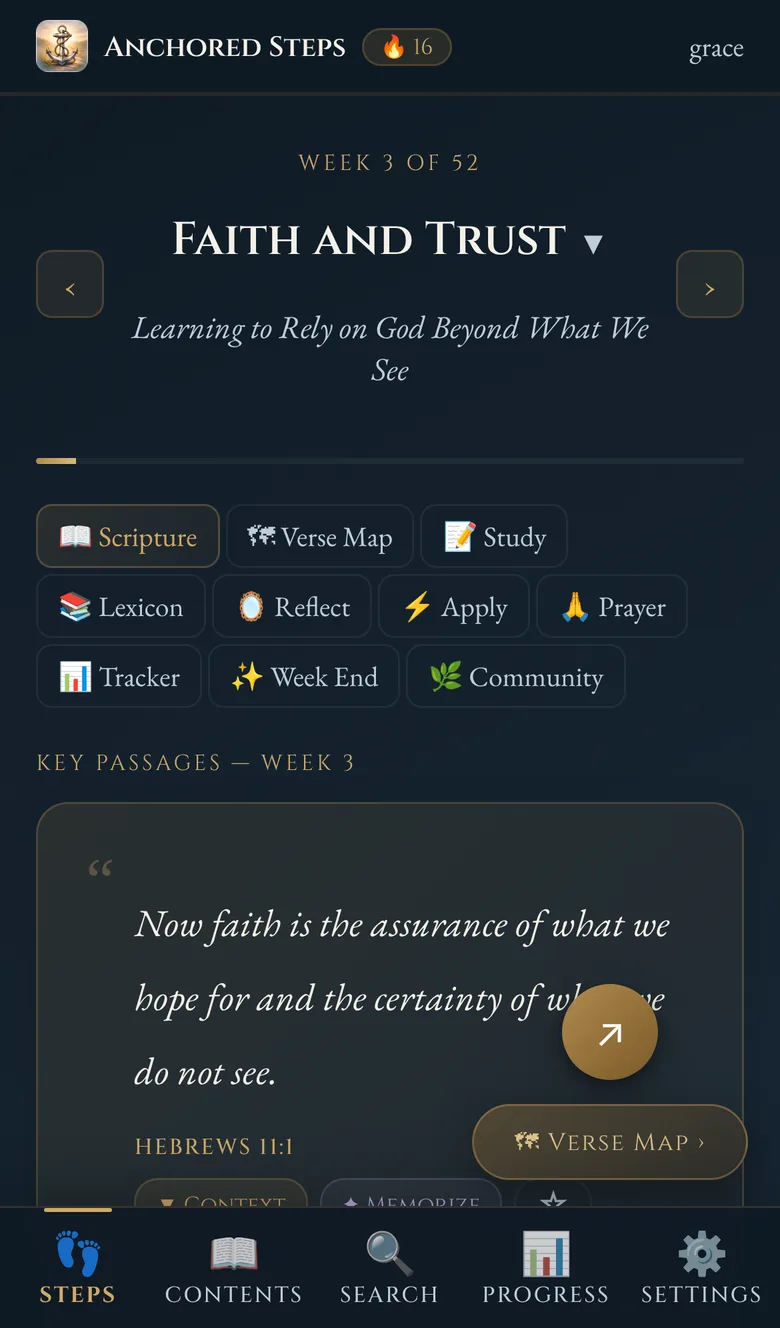 Anchored Steps 🔥 16 grace
WEEK 3 OF 52
Faith and Trust ▼
‹ ›
Learning to Rely on God Beyond What We
See
📖 Scripture 🗺 Verse Map 📝 Study
📚 Lexicon 🪞 Reflect ⚡ Apply 🙏 Prayer
📊 Tracker ✨ Week End 🌿 Community
KEY PASSAGES — WEEK 3
“
Now faith is the assurance of what we
hope for and the certainty of we
do not see.
HEBREWS 11:1
🗺 Verse Map ›
▼ Context ✦ Memorize ☆
STEPS CONTENTS SEARCH PROGRESS SETTINGS